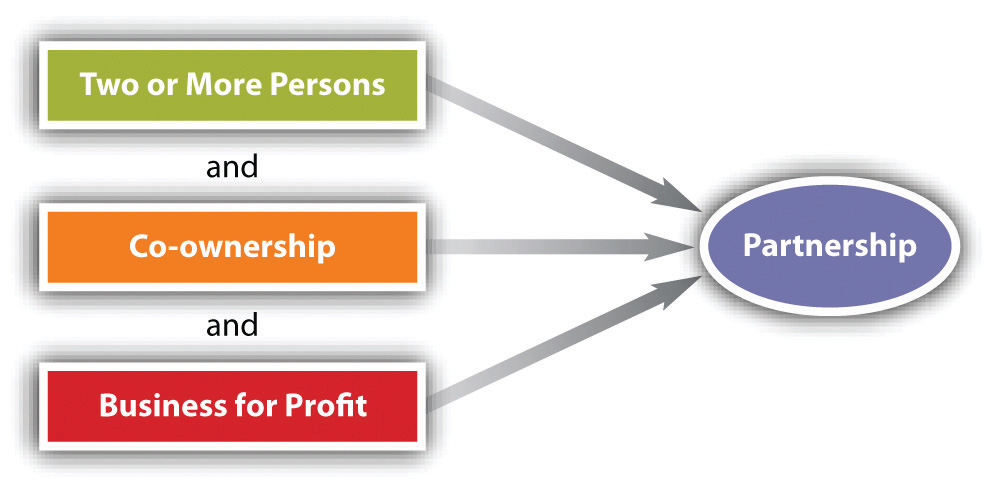 Two or More Persons
and
Co-ownership
and
Business for Profit
Partnership